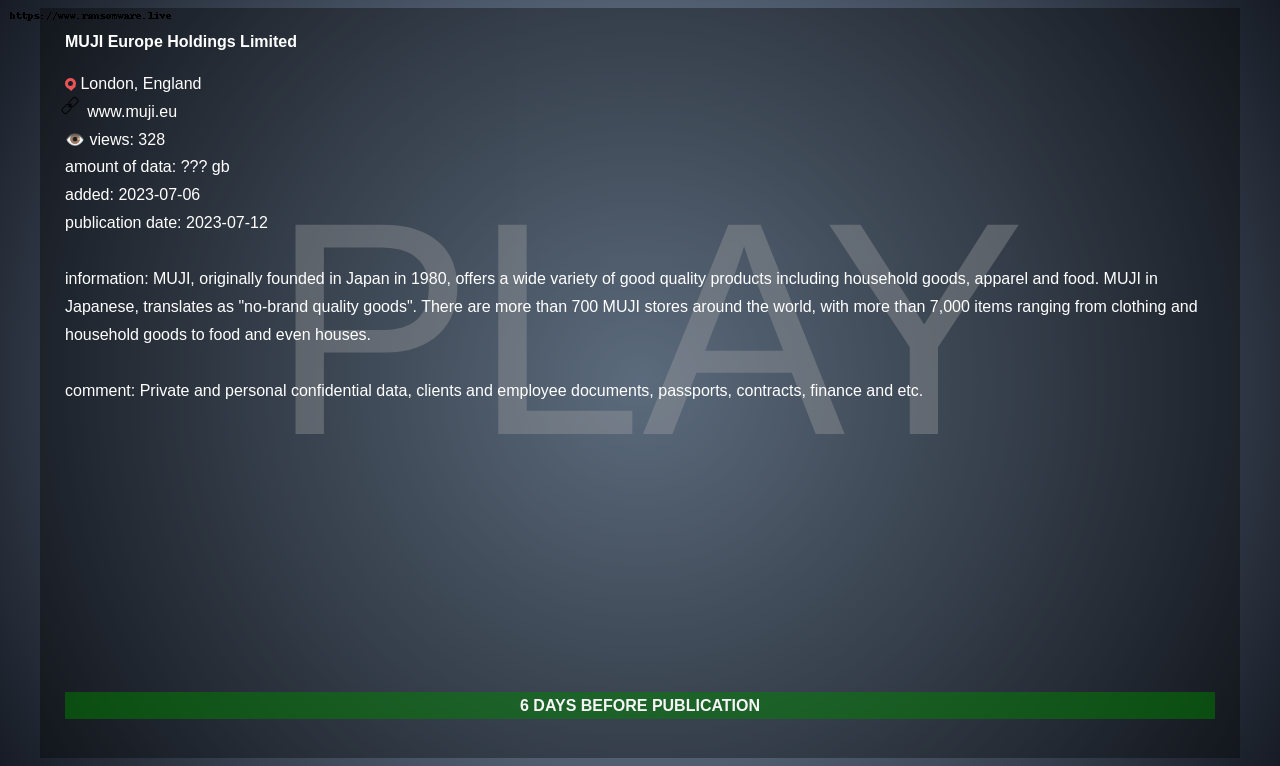 https://www.ransomware.live
MUJI Europe Holdings Limited
London, England
www.muji.eu
views: 328
amount of data: ??? gb
added: 2023-07-06
publication date: 2023-07-12
PLAY
information: MUJI, originally founded in Japan in 1980, offers a wide variety of good quality products including household goods, apparel and food. MUJI in
Japanese, translates as "no-brand quality goods". There are more than 700 MUJI stores around the world, with more than 7,000 items ranging from clothing and
household goods to food and even houses.
comment: Private and personal confidential data, clients and employee documents, passports, contracts, finance and etc.
6 DAYS BEFORE PUBLICATION